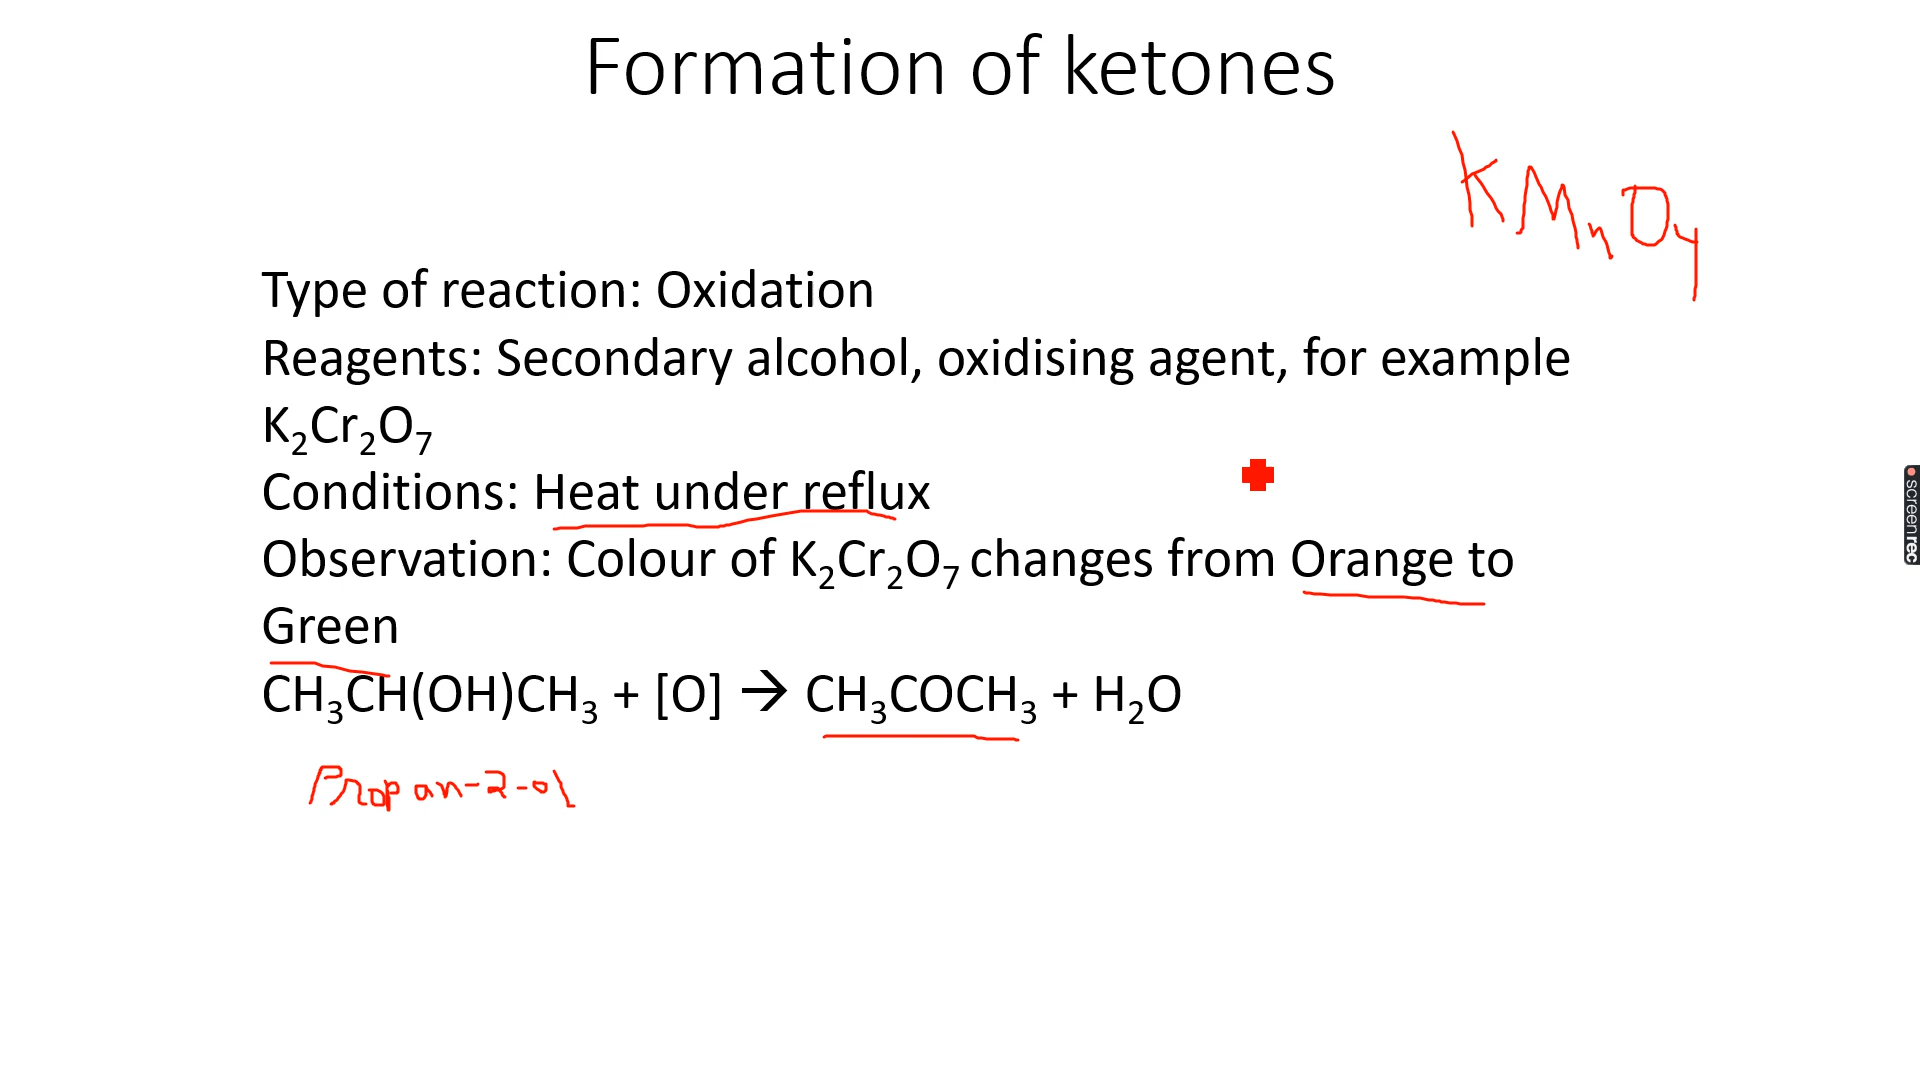 Formation of ketones
KMnO4
Type of reaction: Oxidation
Reagents: Secondary alcohol, oxidising agent, for example
K₂Cr₂O₇
Conditions: Heat under reflux
Observation: Colour of K₂Cr₂O₇ changes from Orange to
Green
CH₃CH(OH)CH₃ + [O] → CH₃COCH₃ + H₂O
Propan-2-ol
screenrec